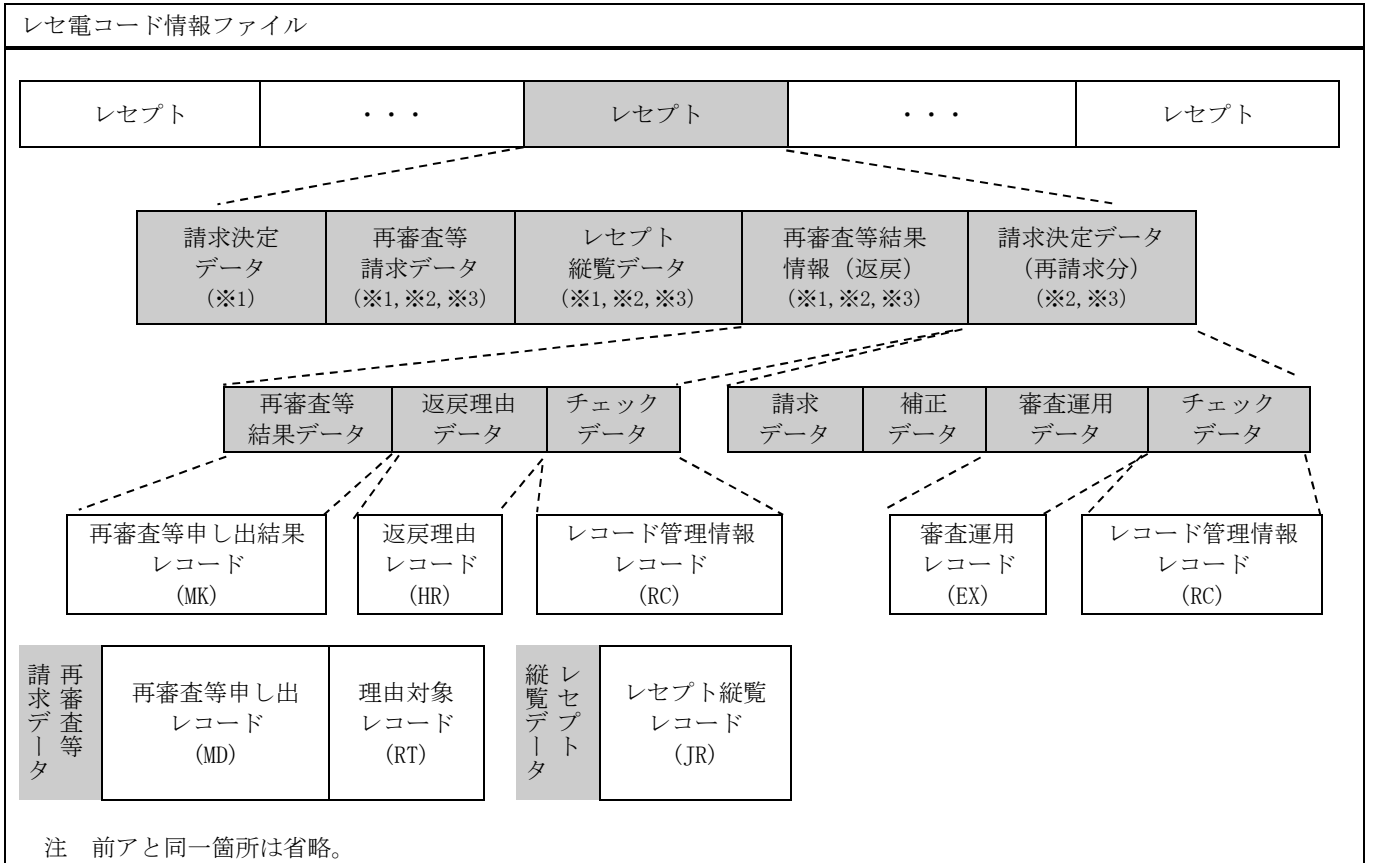 レセ電コード情報ファイル
レセプト
・・・
レセプト
・・・
レセプト
請求決定
データ
(※1)
再審査等
請求データ
(※1,※2,※3)
レセプト
縦覧データ
(※1,※2,※3)
再審査等結果
情報（返戻）
(※1,※2,※3)
請求決定データ
（再請求分）
(※2,※3)
再審査等
結果データ
返戻理由
データ
チェック
データ
請求
データ
補正
データ
審査運用
データ
チェック
データ
再審査等申し出結果
レコード
(MK)
返戻理由
レコード
(HR)
レコード管理情報
レコード
(RC)
審査運用
レコード
(EX)
レコード管理情報
レコード
(RC)
再審査等
請求データ
再審査等申し出
レコード
(MD)
理由対象
レコード
(RT)
レセプト
縦覧データ
レセプト縦覧
レコード
(JR)
注　前アと同一箇所は省略。